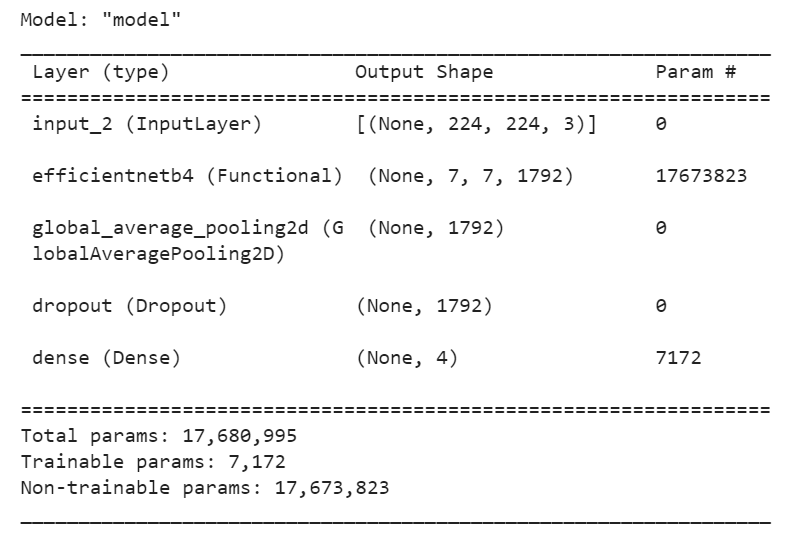 Model: "model"
Layer (type) Output Shape Param #
input_2 (InputLayer) [(None, 224, 224, 3)] 0
efficientnetb4 (Functional) (None, 7, 7, 1792) 17673823
global_average_pooling2d (G (None, 1792) 0
lobalAveragePooling2D)
dropout (Dropout) (None, 1792) 0
dense (Dense) (None, 4) 7172
Total params: 17,680,995
Trainable params: 7,172
Non-trainable params: 17,673,823